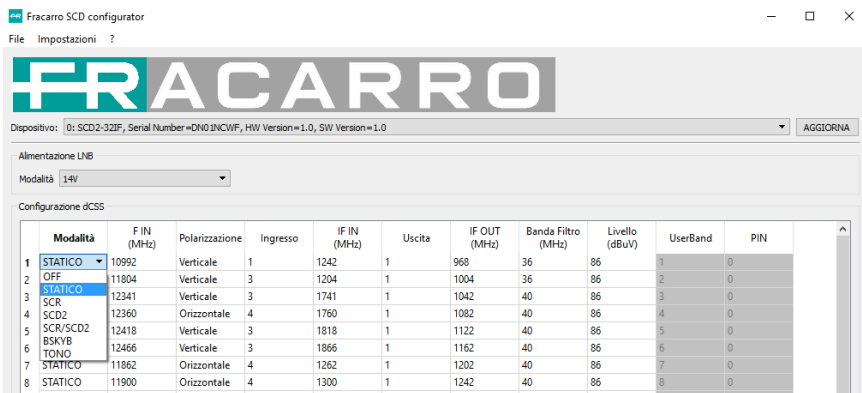 FR Fracarro SCD configurator
File Impostazioni ?
FRACARRO
Dispositivo: 0: SCD2-32IF, Serial Number=DN01NCWF, HW Version=1.0, SW Version=1.0 AGGIORNA
Alimentazione LNB
Modalità 14V
Configurazione dCSS
Modalità F IN (MHz) Polarizzazione Ingresso IF IN (MHz) Uscita IF OUT (MHz) Banda Filtro (MHz) Livello (dBuV) UserBand PIN
1 STATICO 10992 Verticale 1 1242 1 968 36 86 1 0
2 OFF 11804 Verticale 3 1204 1 1004 36 86 2 0
STATICO
3 SCR 12341 Verticale 3 1741 1 1042 40 86 3 0
4 SCD2 12360 Orizzontale 4 1760 1 1082 40 86 4 0
5 SCR/SCD2 12418 Verticale 3 1818 1 1122 40 86 5 0
6 BSKYB 12466 Verticale 3 1866 1 1162 40 86 6 0
TONO
7 STATICO 11862 Orizzontale 4 1262 1 1202 40 86 7 0
8 STATICO 11900 Orizzontale 4 1300 1 1242 40 86 8 0